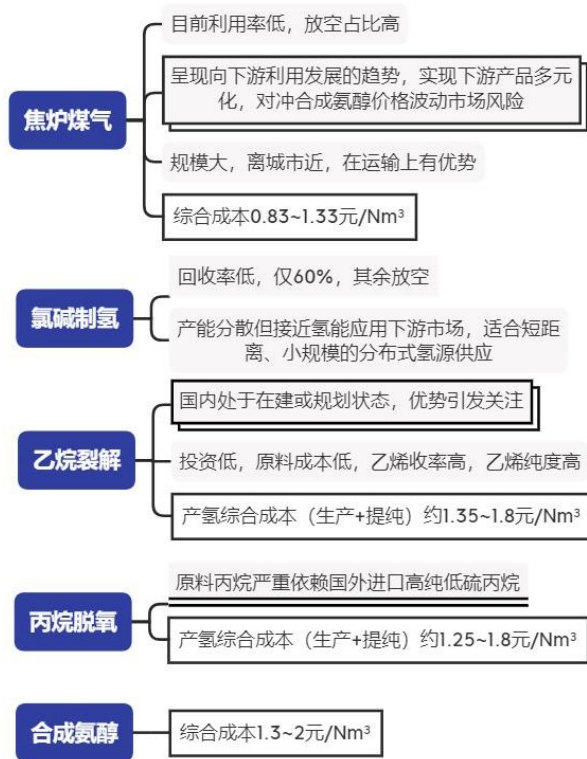 焦炉煤气
目前利用率低，放空占比高
呈现向下游利用发展的趋势，实现下游产品多元
化，对冲合成氨醇价格波动市场风险
规模大，离城市近，在运输上有优势
综合成本0.83~1.33元/Nm³
氯碱制氢
回收率低，仅60%，其余放空
产能分散但接近氢能应用下游市场，适合短距
离、小规模的分布式氢源供应
乙烷裂解
国内处于在建或规划状态，优势引发关注
投资低，原料成本低，乙烯收率高，乙烯纯度高
产氢综合成本（生产+提纯）约1.35~1.8元/Nm³
丙烷脱氧
原料丙烷严重依赖国外进口高纯低硫丙烷
产氢综合成本（生产+提纯）约1.25~1.8元/Nm³
合成氨醇
综合成本1.3~2元/Nm³